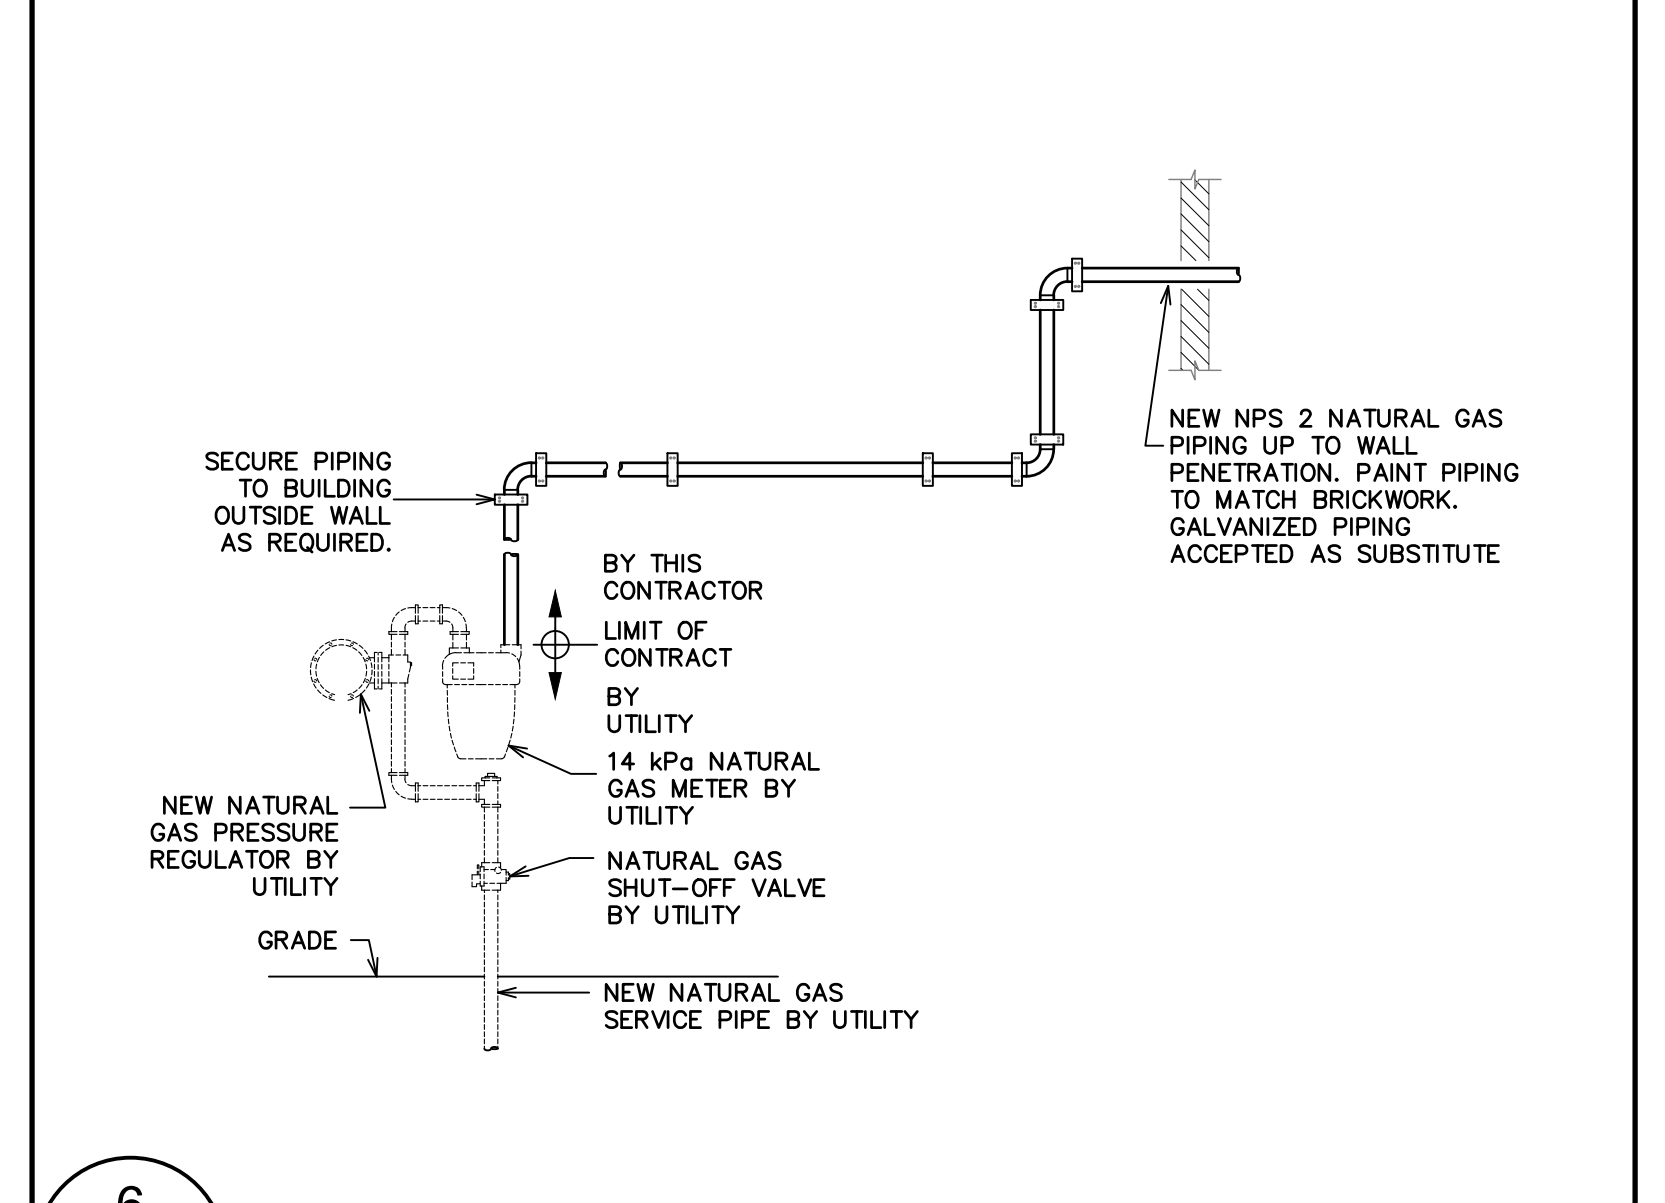 NEW NPS 2 NATURAL GAS
PIPING UP TO WALL
PENETRATION. PAINT PIPING
TO MATCH BRICKWORK.
GALVANIZED PIPING
ACCEPTED AS SUBSTITUTE
SECURE PIPING
TO BUILDING
OUTSIDE WALL
AS REQUIRED.
BY THIS
CONTRACTOR
LIMIT OF
CONTRACT
BY
UTILITY
14 kPa NATURAL
GAS METER BY
UTILITY
NEW NATURAL
GAS PRESSURE
REGULATOR BY
UTILITY
NATURAL GAS
SHUT-OFF VALVE
BY UTILITY
GRADE
NEW NATURAL GAS
SERVICE PIPE BY UTILITY
6